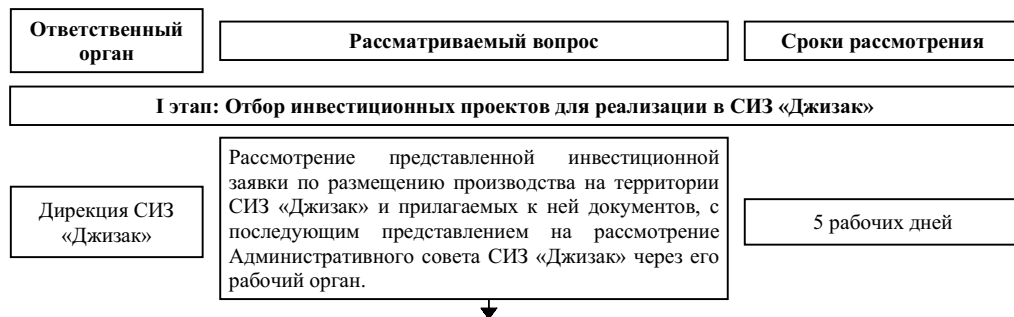 Ответственный
орган
Рассматриваемый вопрос
Сроки рассмотрения
I этап: Отбор инвестиционных проектов для реализации в СИЗ «Джизак»
Дирекция СИЗ
«Джизак»
Рассмотрение представленной инвестиционной
заявки по размещению производства на территории
СИЗ «Джизак» и прилагаемых к ней документов, с
последующим представлением на рассмотрение
Административного совета СИЗ «Джизак» через его
рабочий орган.
5 рабочих дней